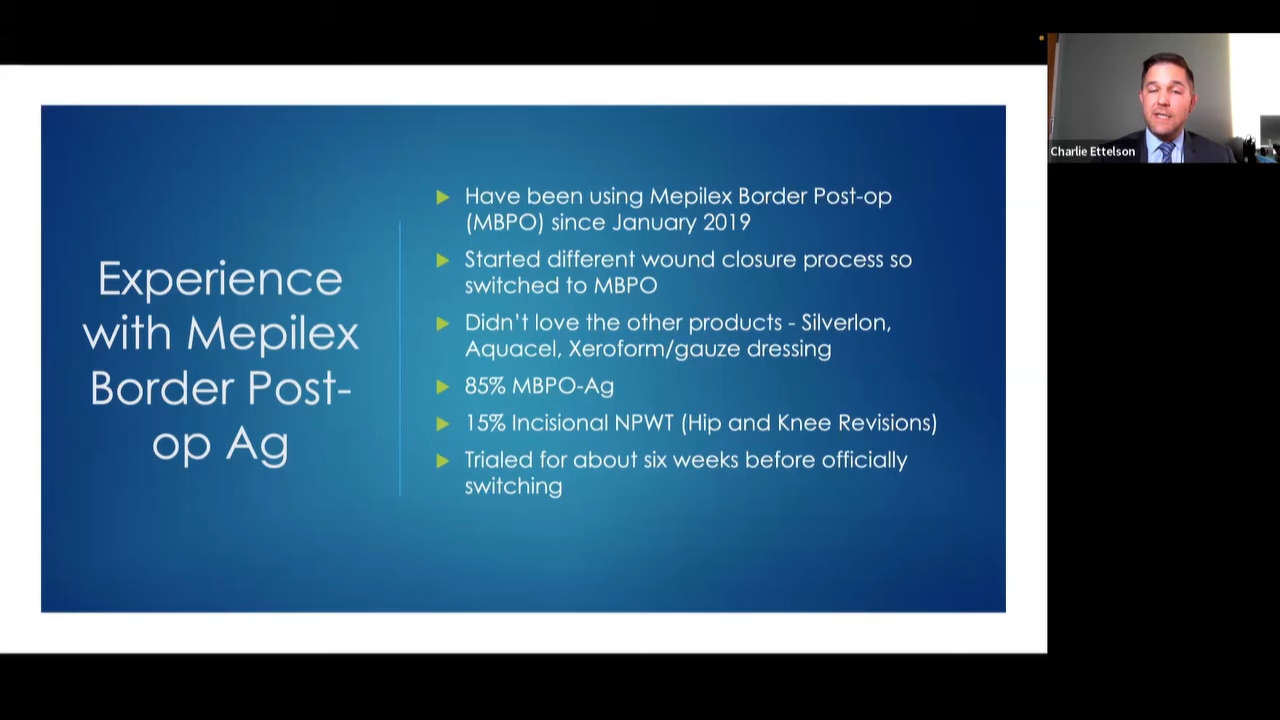 Experience
with Mepilex
Border Post-
op Ag
Have been using Mepilex Border Post-op
(MBPO) since January 2019
Started different wound closure process so
switched to MBPO
Didn't love the other products - Silverlon,
Aquacel, Xeroform/gauze dressing
85% MBPO-Ag
15% Incisional NPWT (Hip and Knee Revisions)
Trialed for about six weeks before officially
switching
Charlie Ettelson